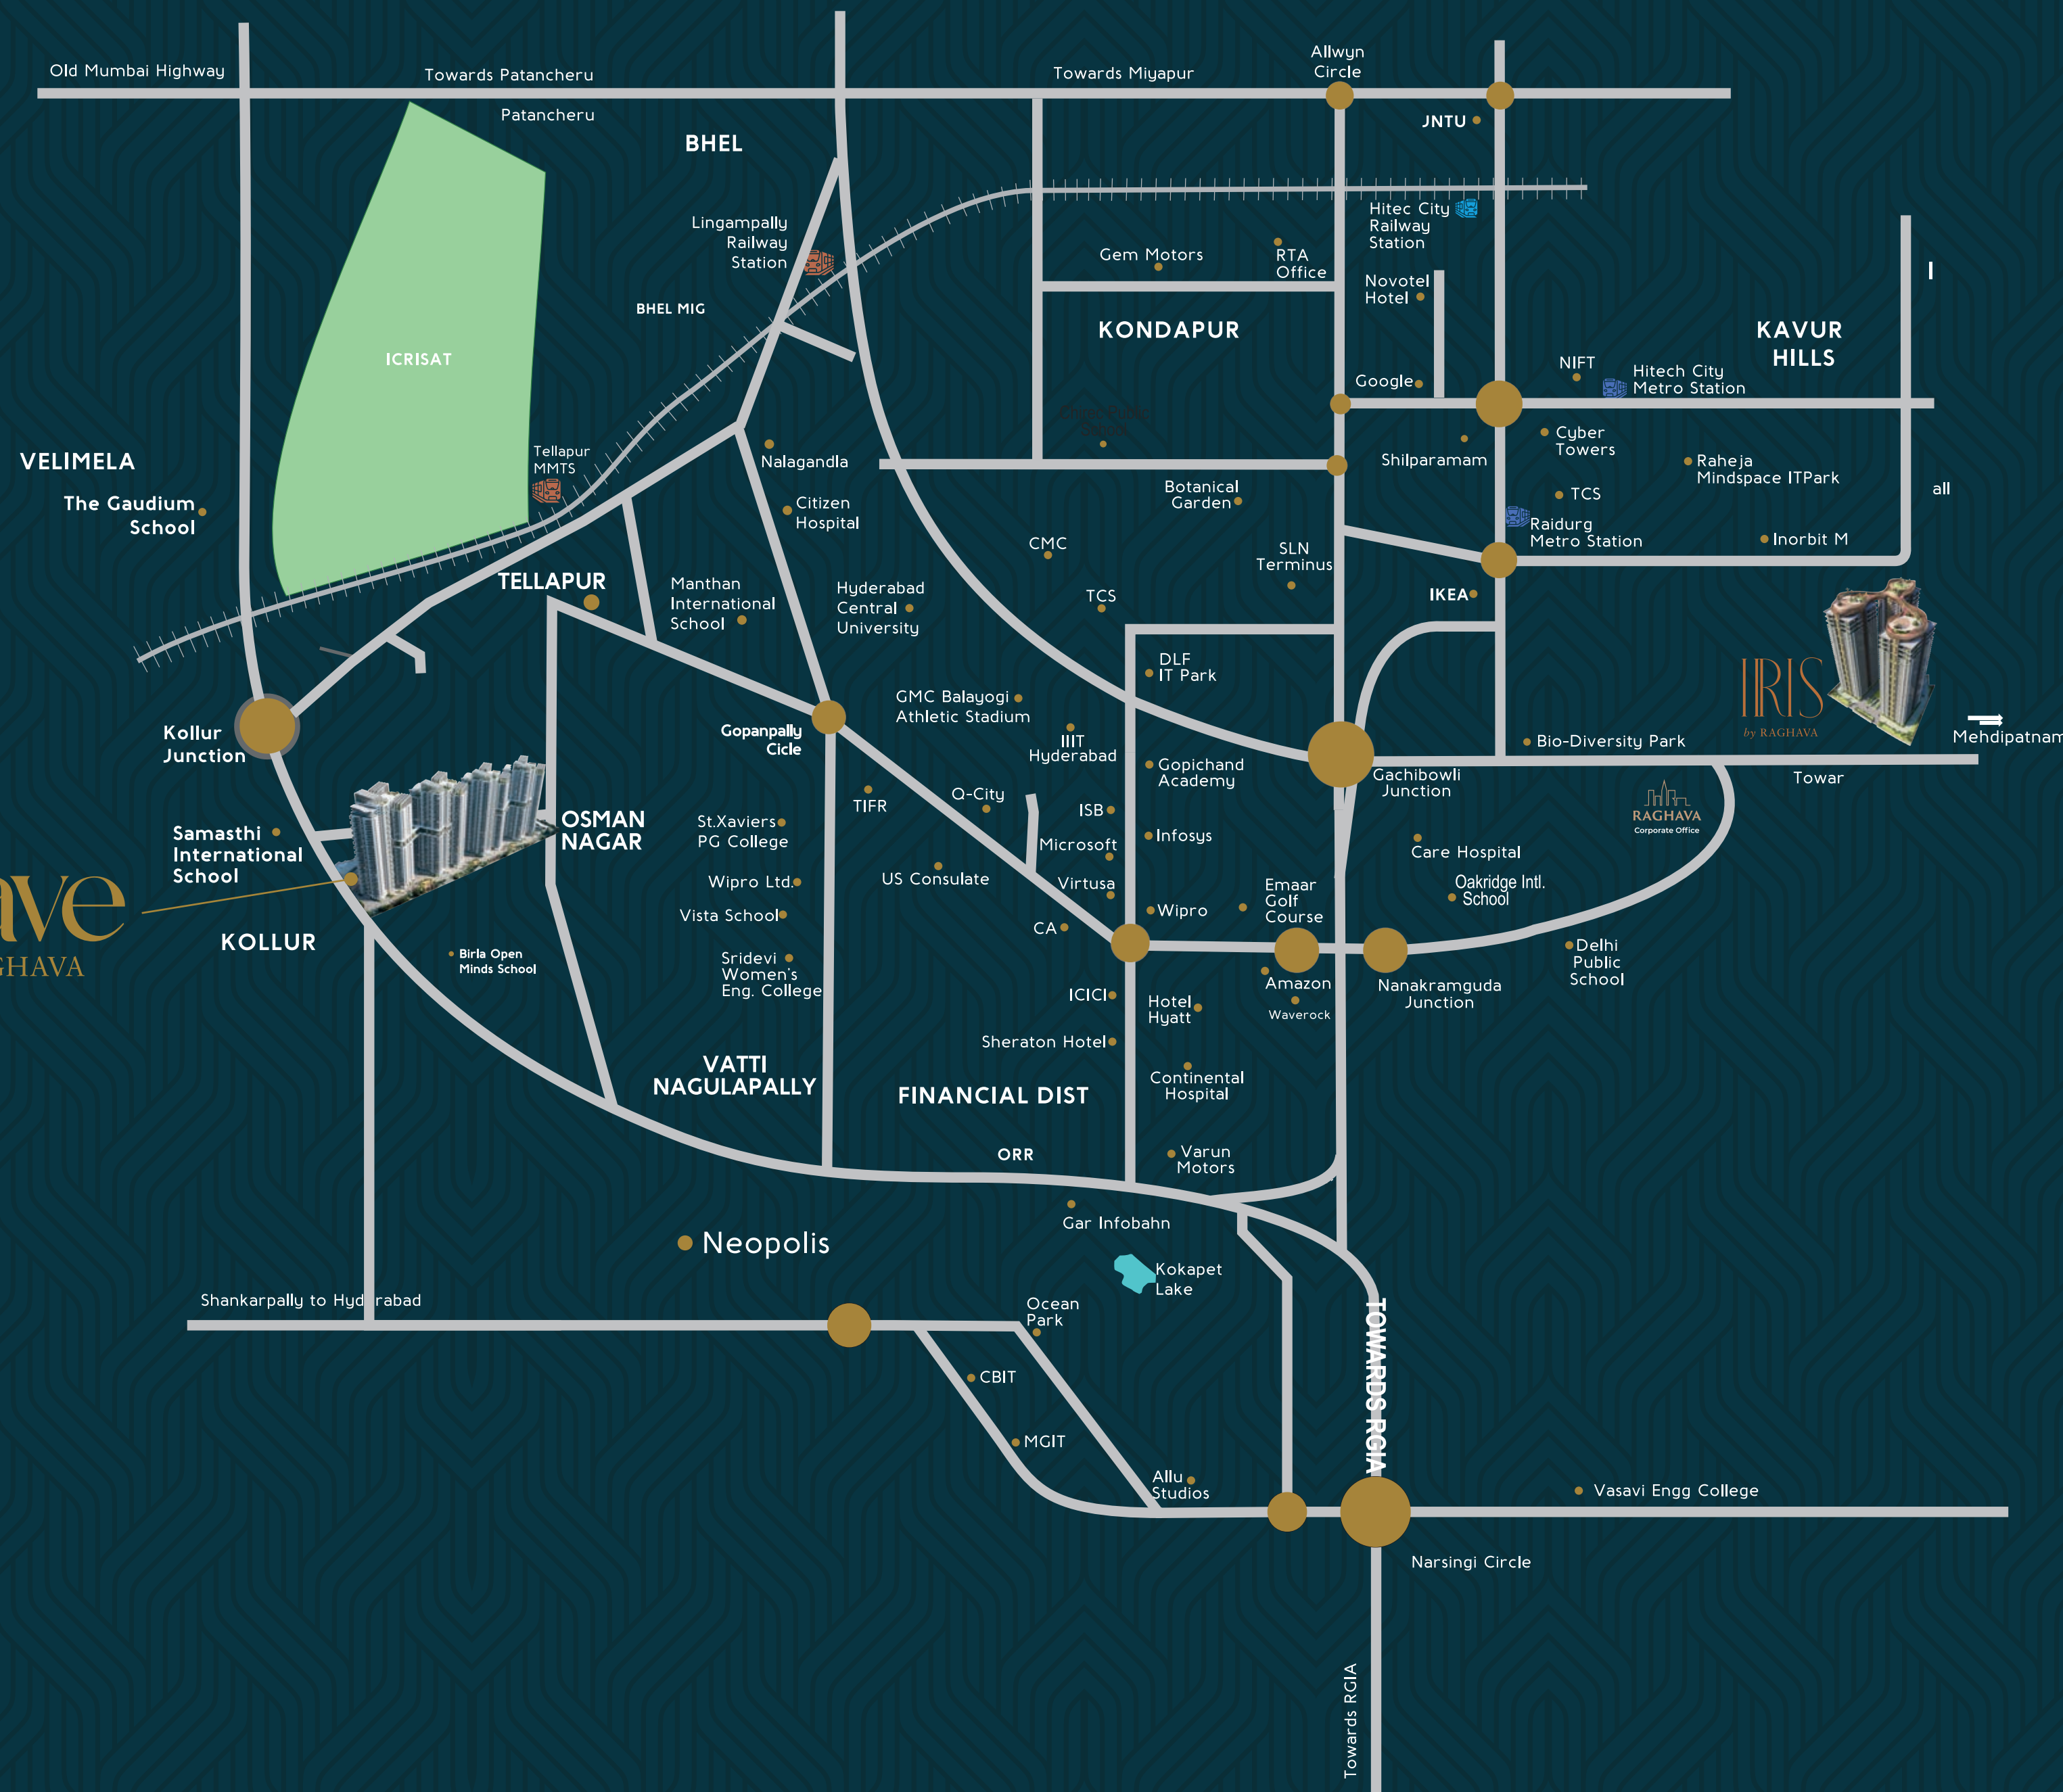 Old Mumbai Highway
Towards Patancheru
Patancheru
Towards Miyapur
Allwyn
Circle
JNTU
BHEL
Lingampally
Railway
Station
BHEL MIG
Gem Motors
RTA
Office
Hitec City
Railway
Station
Novotel
Hotel
KONDAPUR
KAVUR
HILLS
ICRISAT
Google
NIFT
Hitech City
Metro Station
VELIMELA
The Gaudium
School
Tellapur
MMTS
Nalagandla
Citizen
Hospital
Botanical
Garden
Shilparamam
Cyber
Towers
TCS
Raheja
Mindspace ITPark
all
Raidurg
Metro Station
Inorbit M
CMC
SLN
Terminus
TCS
IKEA
TELLAPUR
Manthan
International
School
Hyderabad
Central
University
DLF
IT Park
GMC Balayogi
Athletic Stadium
IIIT
Hyderabad
Gopichand
Academy
IRIS
by RAGHAVA
Mehdipatnam
Towar
Bio-Diversity Park
Gachibowli
Junction
RAGHAVA
Corporate Office
Kollur
Junction
Gopanpally
Cicle
TIFR
Q-City
ISB
Infosys
Microsoft
Virtusa
Wipro
CA
US Consulate
OSMAN
NAGAR
St.Xaviers
PG College
Wipro Ltd.
Vista School
Sridevi
Women's
Eng. College
Samasthi
International
School
ave
GHAVA
KOLLUR
Birla Open
Minds School
Care Hospital
Oakridge Intl.
School
Emaar
Golf
Course
Amazon
Waverock
Nanakramguda
Junction
Delhi
Public
School
ICICI
Hotel
Hyatt
Sheraton Hotel
Continental
Hospital
VATTI
NAGULAPALLY
FINANCIAL DIST
ORR
Varun
Motors
Gar Infobahn
Neopolis
Kokapet
Lake
Shankarpally to Hyderabad
Ocean
Park
CBIT
MGIT
Allu
Studios
TOWARDS RGIA
Vasavi Engg College
Narsingi Circle
Towards RGIA